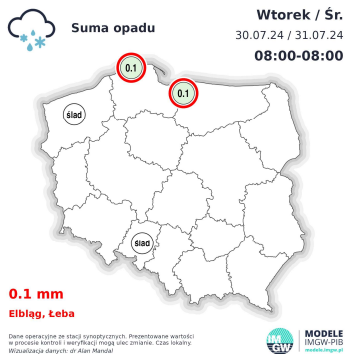 Suma opadu
Wtorek / Śr.
30.07.24 / 31.07.24
08:00-08:00
0.1
0.1
ślad
ślad
0.1 mm
Elbląg, Łeba
Dane operacyjne ze stacji synoptycznych. Prezentowane wartości
w procesie kontroli i weryfikacji mogą ulec zmianie. Czas lokalny.
Wizualizacja danych: dr Alan Mandal
IM
GW
MODELE
IMGW-PIB
modele.imgw.pl